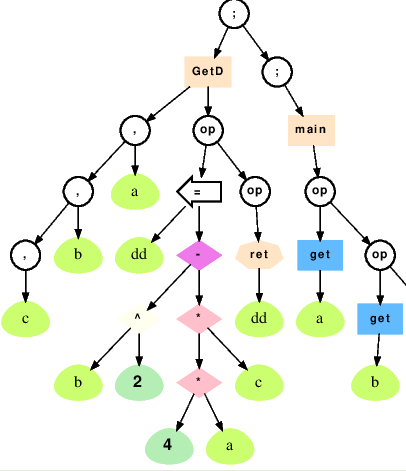 ;
GetD ;
, op main
, a = op op
, b dd - ret get op
c ^ * dd a get
b 2 * c b
4 a